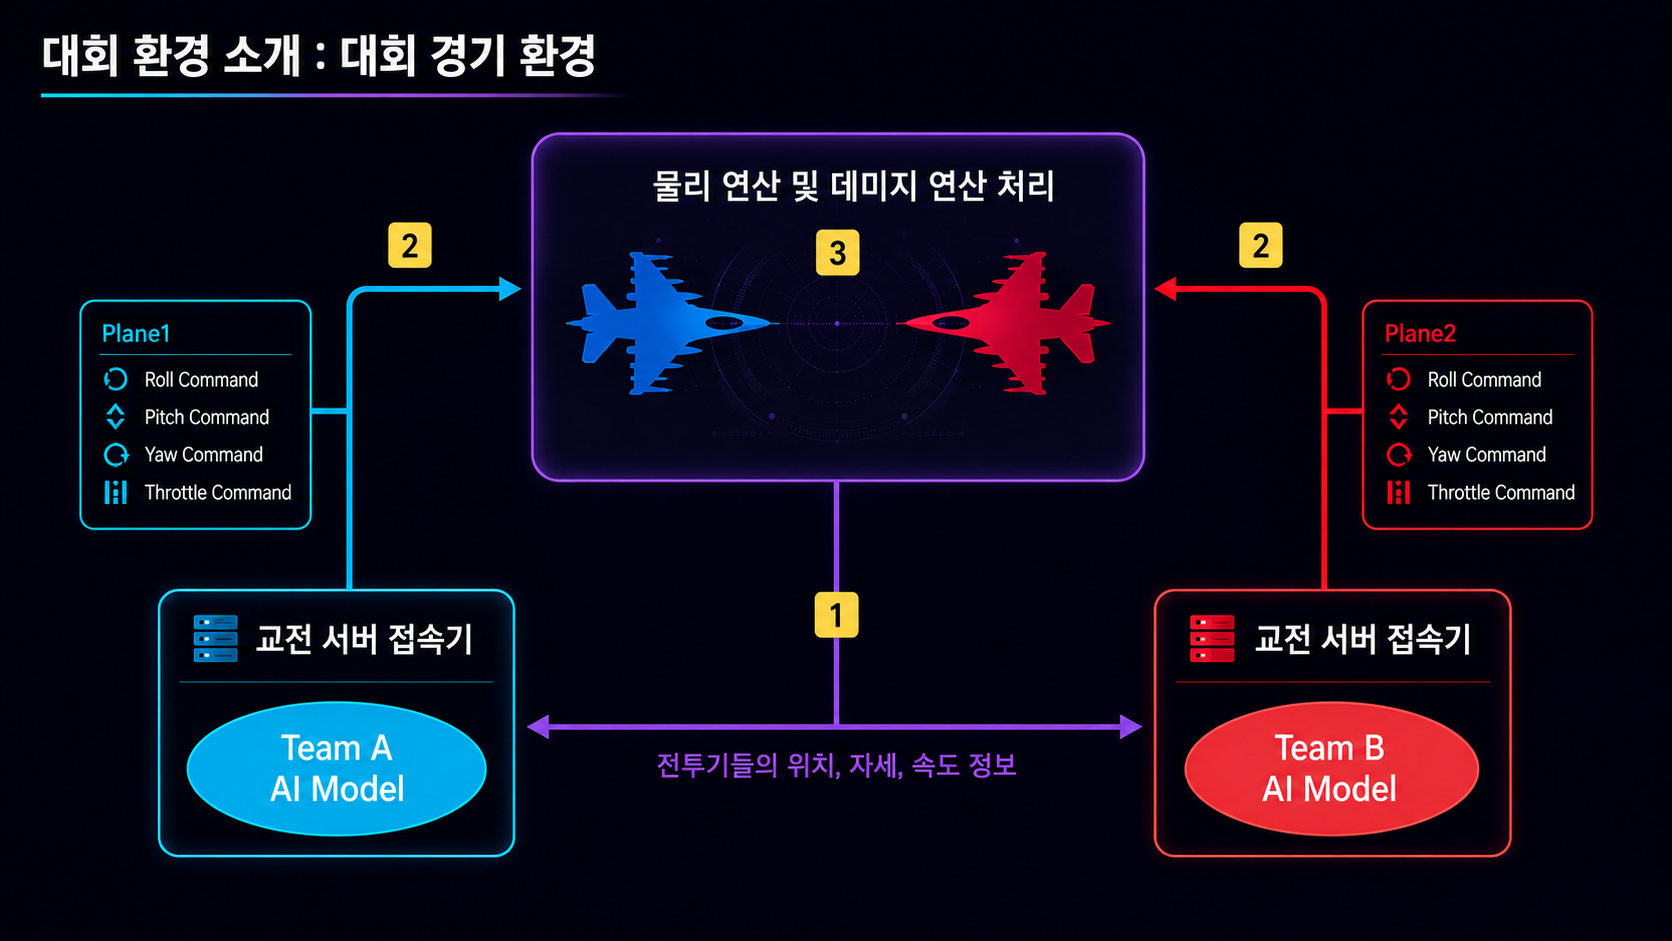 대회 환경 소개 : 대회 경기 환경
물리 연산 및 데미지 연산 처리
2
3
2
Plane1
Roll Command
Pitch Command
Yaw Command
Throttle Command
Plane2
Roll Command
Pitch Command
Yaw Command
Throttle Command
1
교전 서버 접속기
Team A
AI Model
전투기들의 위치, 자세, 속도 정보
교전 서버 접속기
Team B
AI Model